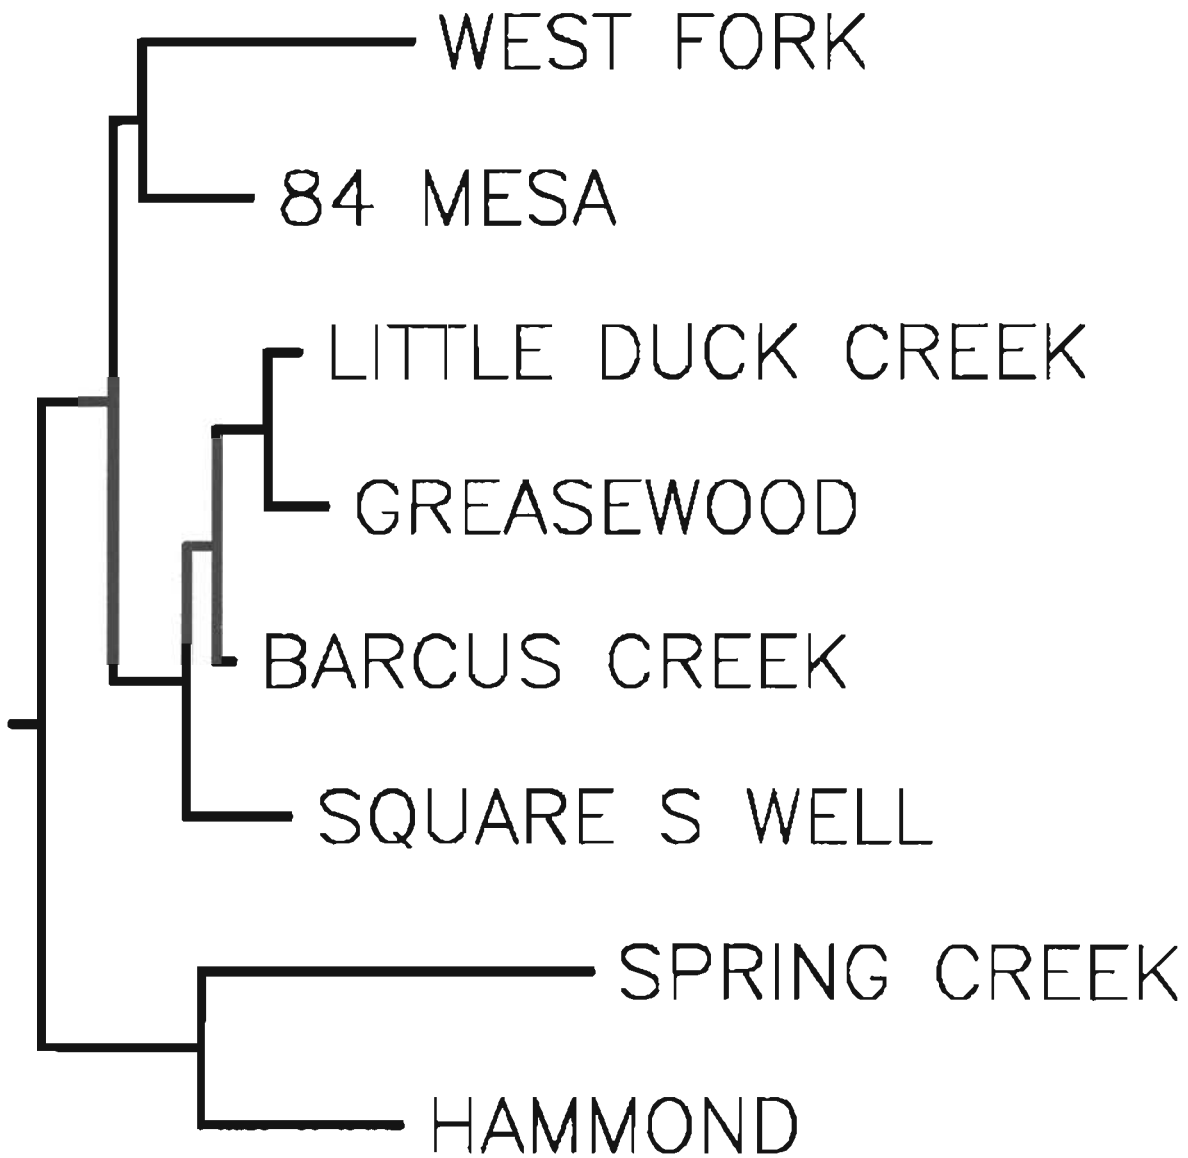 WEST FORK
84 MESA
LITTLE DUCK CREEK
GREASEWOOD
BARCUS CREEK
SQUARE S WELL
SPRING CREEK
HAMMOND